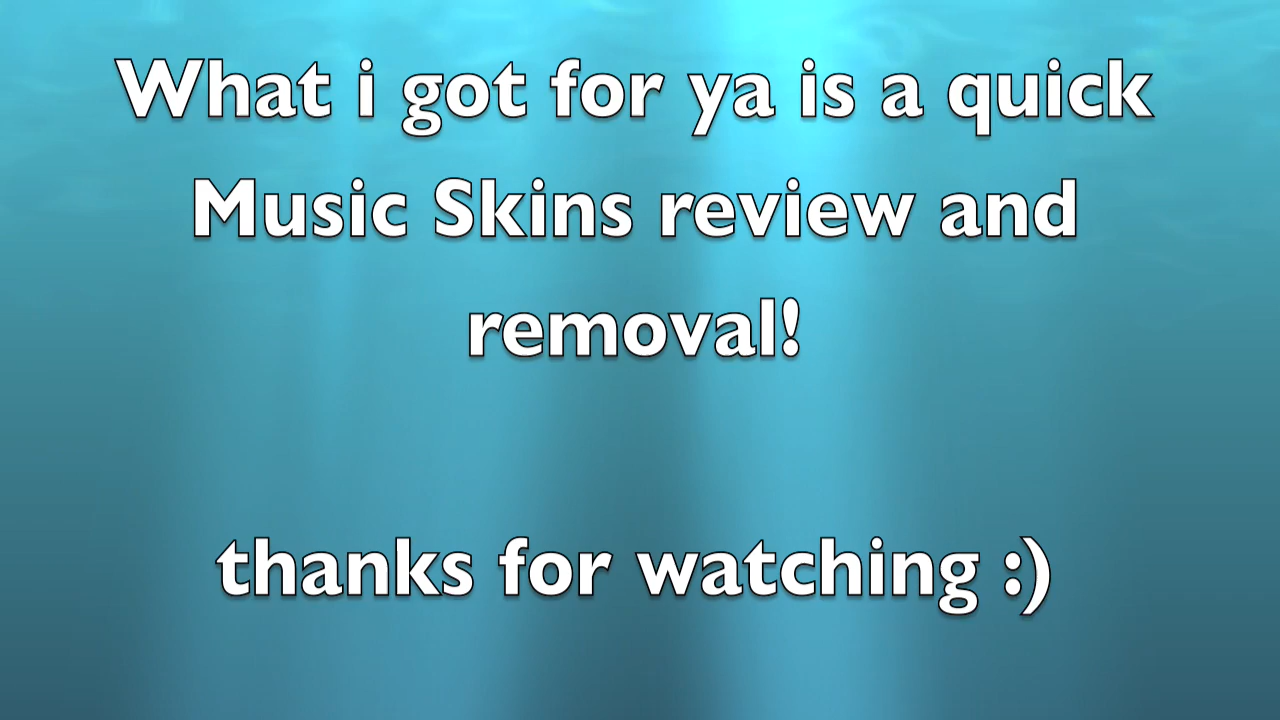 What i got for ya is a quick
Music Skins review and
removal!
thanks for watching :)